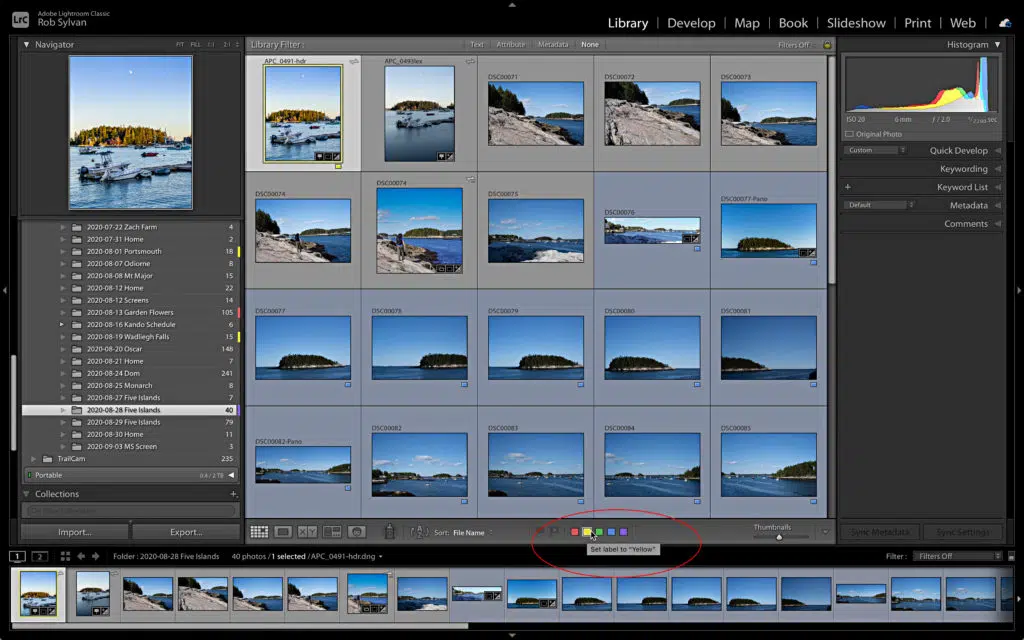 LrC
Adobe Lightroom Classic
Rob Sylvan
Library | Develop | Map | Book | Slideshow | Print | Web
Navigator
FIT FILL 1:1 2:1
Library Filter:
Text Attribute Metadata None
Filters Off
Histogram
APC_0491-hdr
DSC00071
DSC00072
DSC00073
ISO 20 6 mm ƒ / 2.0
Original Photo
Custom
Quick Develop
Keywording
Keyword List
Default
Metadata
Comments
DSC00074
DSC00074
DSC00075
DSC00076
DSC00077-Pano
2020-07-22 Zach Farm 4
2020-07-31 Home 2
2020-08-01 Portsmouth 18
2020-08-07 Odiorne 8
2020-08-08 Mt Major 15
2020-08-12 Home 22
2020-08-12 Screens 14
2020-08-13 Garden Flowers 105
2020-08-16 Kando Schedule 6
2020-08-19 Wadliegh Falls 15
2020-08-20 Oscar 148
2020-08-21 Home 7
2020-08-24 Dom 241
2020-08-25 Monarch 8
2020-08-27 Five Islands 7
2020-08-28 Five Islands 40
2020-08-29 Five Islands 79
2020-08-30 Home 11
2020-09-03 MS Screen 3
TrailCam 235
Portable 0.4 / 2 TB
Collections
DSC00077
DSC00078
DSC00079
DSC00080
DSC00081
DSC00082-Pano
DSC00082
DSC00083
DSC00084
DSC00085
Import...
Export...
Sort: File Name
Set label to "Yellow"
Thumbnails
Sync Metadata
Sync Settings
1 2
Folder : 2020-08-28 Five Islands 40 photos / 1 selected / APC_0491-hdr.dng
Filter : Filters Off